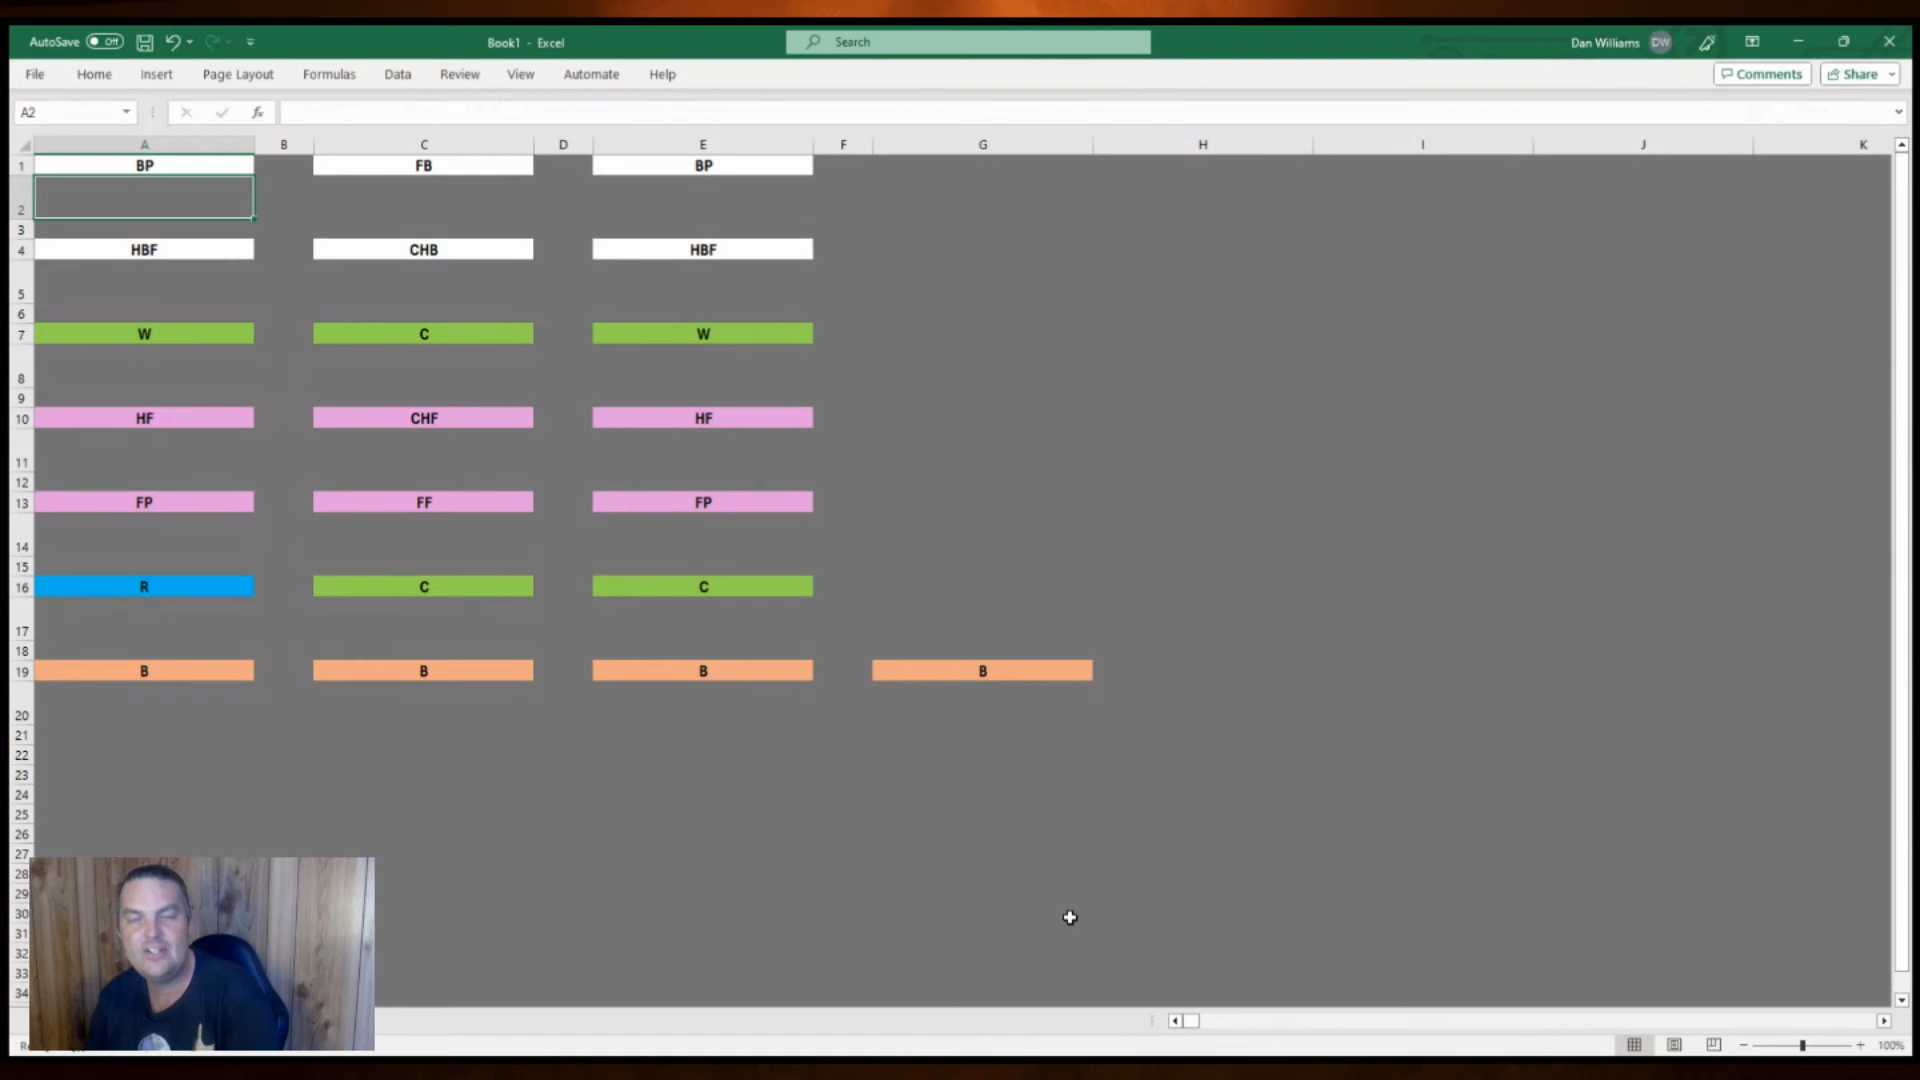 AutoSave Off Book1 - Excel Search Dan Williams DW
File Home Insert Page Layout Formulas Data Review View Automate Help Comments Share
A2 fx
A B C D E F G H I J K
1 BP FB BP
2
3
4 HBF CHB HBF
5
6
7 W C W
8
9
10 HF CHF HF
11
12
13 FP FF FP
14
15
16 R C C
17
18
19 B B B B
20
21
22
23
24
25
26
27
28
29
30
31
32
33
34
100%